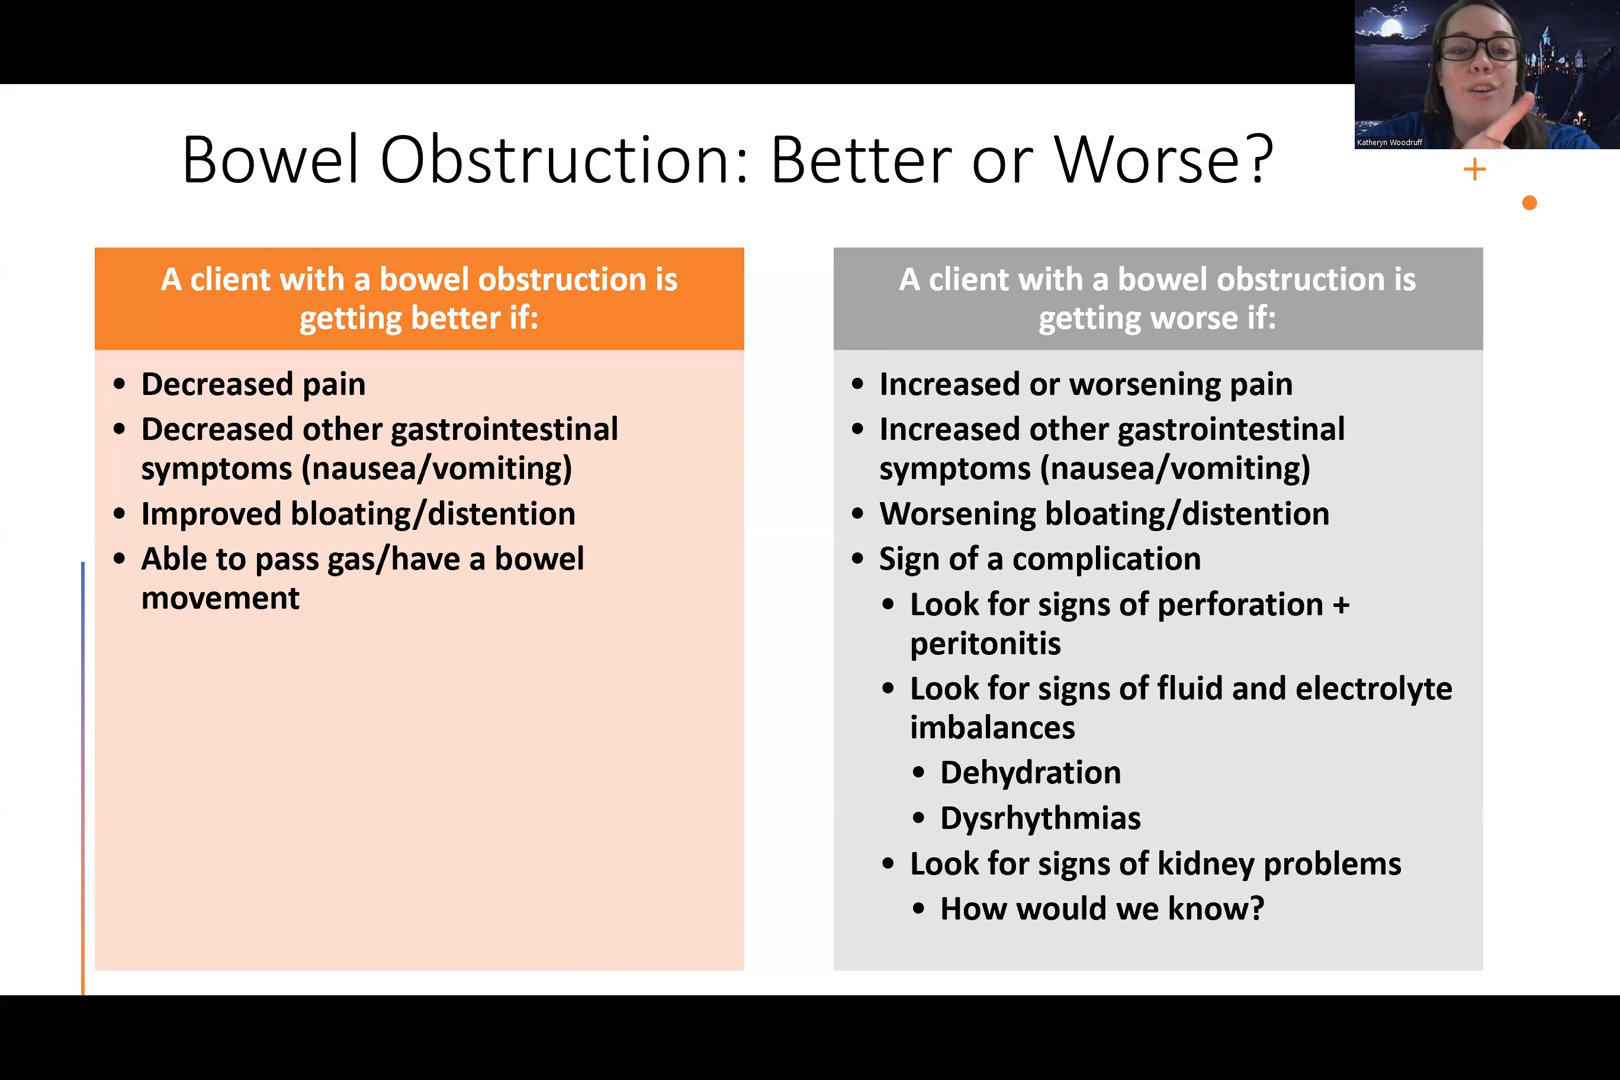 Katheryn Woodruff
Bowel Obstruction: Better or Worse?
A client with a bowel obstruction is
getting better if:
• Decreased pain
• Decreased other gastrointestinal
symptoms (nausea/vomiting)
• Improved bloating/distention
• Able to pass gas/have a bowel
movement
A client with a bowel obstruction is
getting worse if:
• Increased or worsening pain
• Increased other gastrointestinal
symptoms (nausea/vomiting)
• Worsening bloating/distention
• Sign of a complication
• Look for signs of perforation +
peritonitis
• Look for signs of fluid and electrolyte
imbalances
• Dehydration
• Dysrhythmias
• Look for signs of kidney problems
• How would we know?